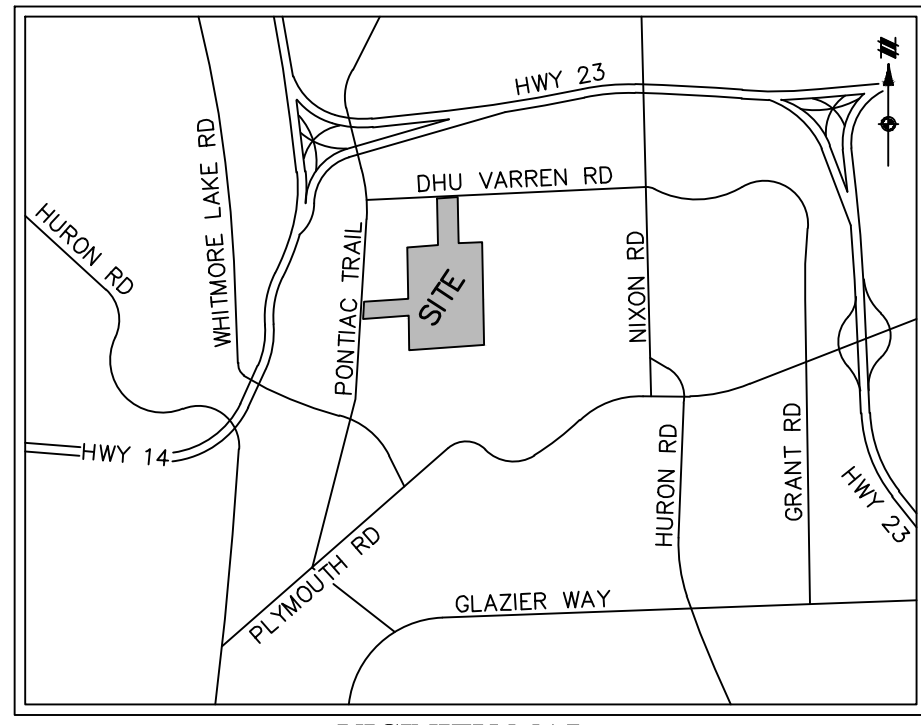 N
HWY 23
DHU VARREN RD
WHITMORE LAKE RD
HURON RD
PONTIAC TRAIL
SITE
NIXON RD
HWY 14
HURON RD
GRANT RD
HWY 23
PLYMOUTH RD
GLAZIER WAY